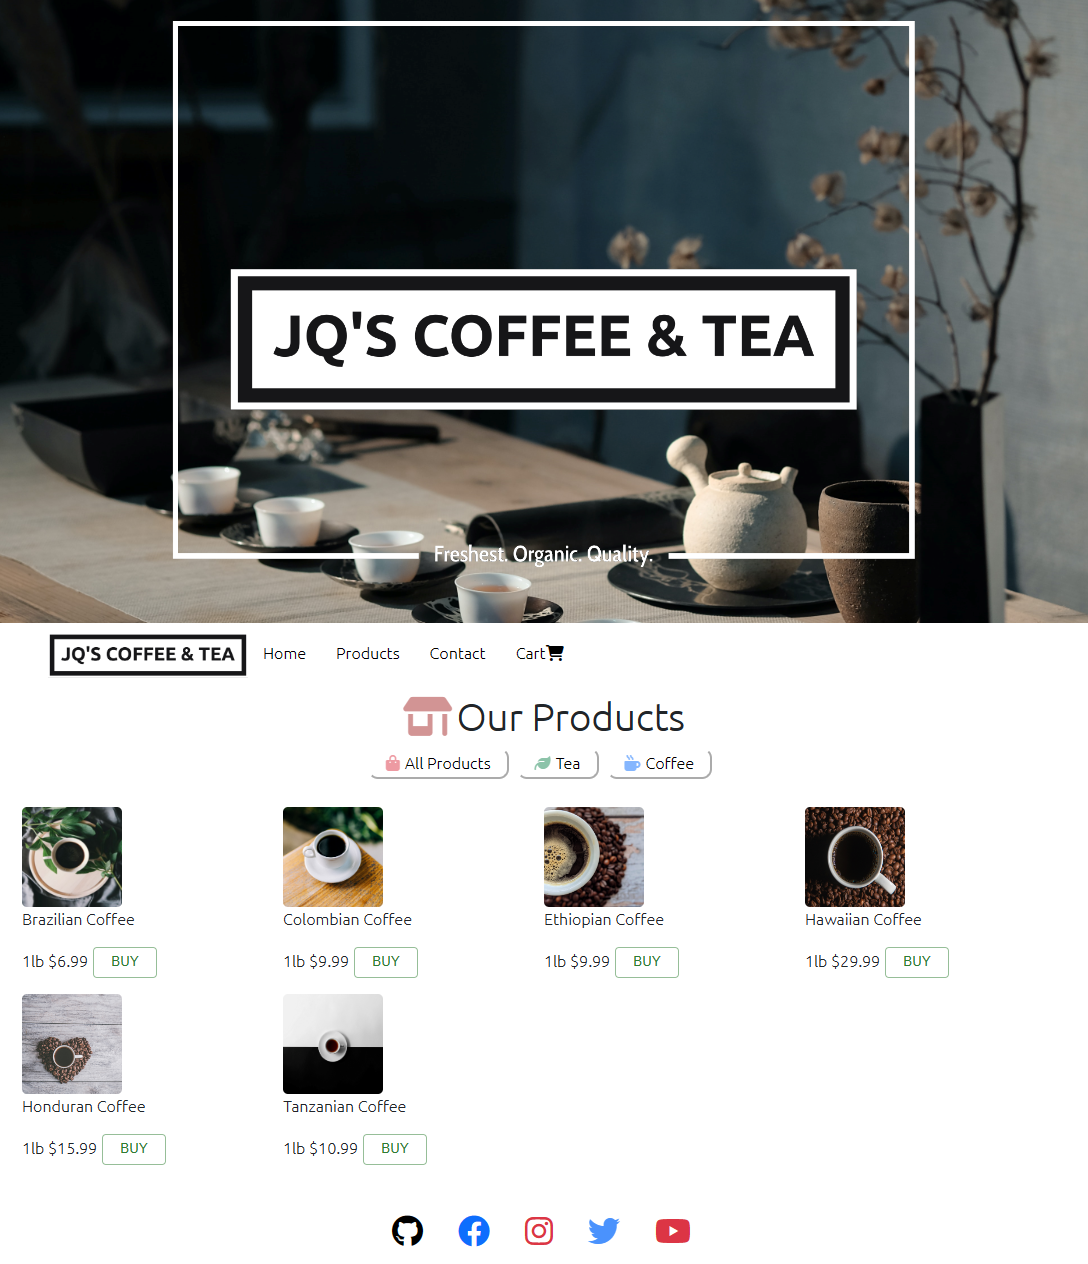 JQ'S COFFEE & TEA
Freshest. Organic. Quality.
JQ'S COFFEE & TEA Home Products Contact Cart
Our Products
All Products Tea Coffee
Brazilian Coffee Colombian Coffee Ethiopian Coffee Hawaiian Coffee
1lb $6.99 BUY 1lb $9.99 BUY 1lb $9.99 BUY 1lb $29.99 BUY
Honduran Coffee Tanzanian Coffee
1lb $15.99 BUY 1lb $10.99 BUY